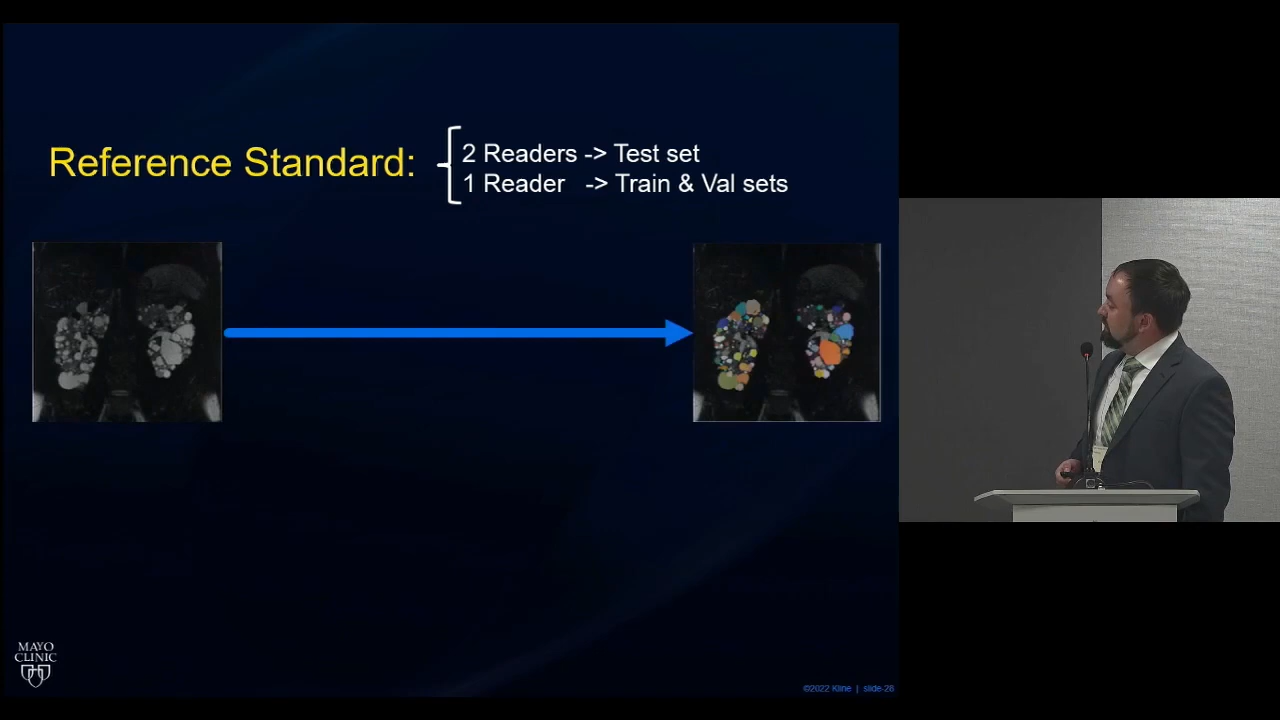 Reference Standard:
2 Readers -> Test set
1 Reader -> Train & Val sets
MAYO
CLINIC
©2022 Kline | slide-28